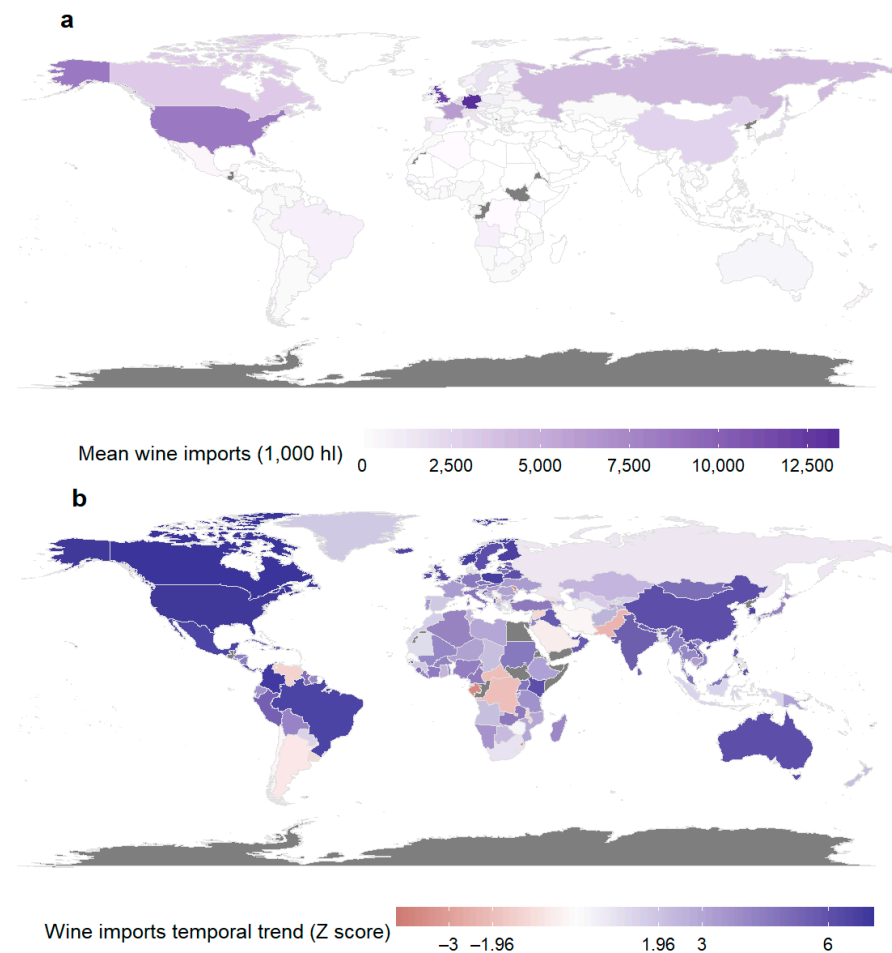 a
Mean wine imports (1,000 hl)
0 2,500 5,000 7,500 10,000 12,500
b
Wine imports temporal trend (Z score)
–3 –1.96 1.96 3 6